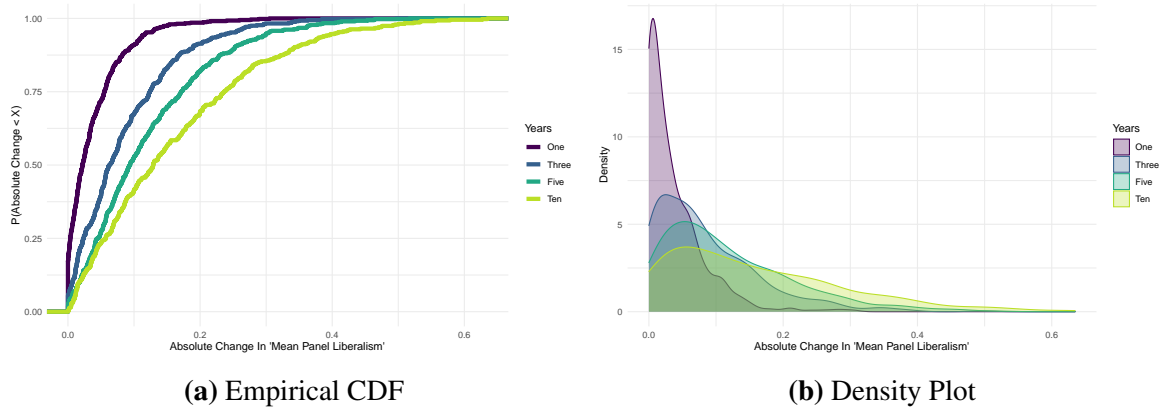 1.00
0.75
0.50
0.25
0.00
P(Absolute Change < X)
0.0
0.2
0.4
0.6
Absolute Change In 'Mean Panel Liberalism'
Years
One
Three
Five
Ten
(a) Empirical CDF
15
10
5
0
Density
0.0
0.2
0.4
0.6
Absolute Change In 'Mean Panel Liberalism'
Years
One
Three
Five
Ten
(b) Density Plot